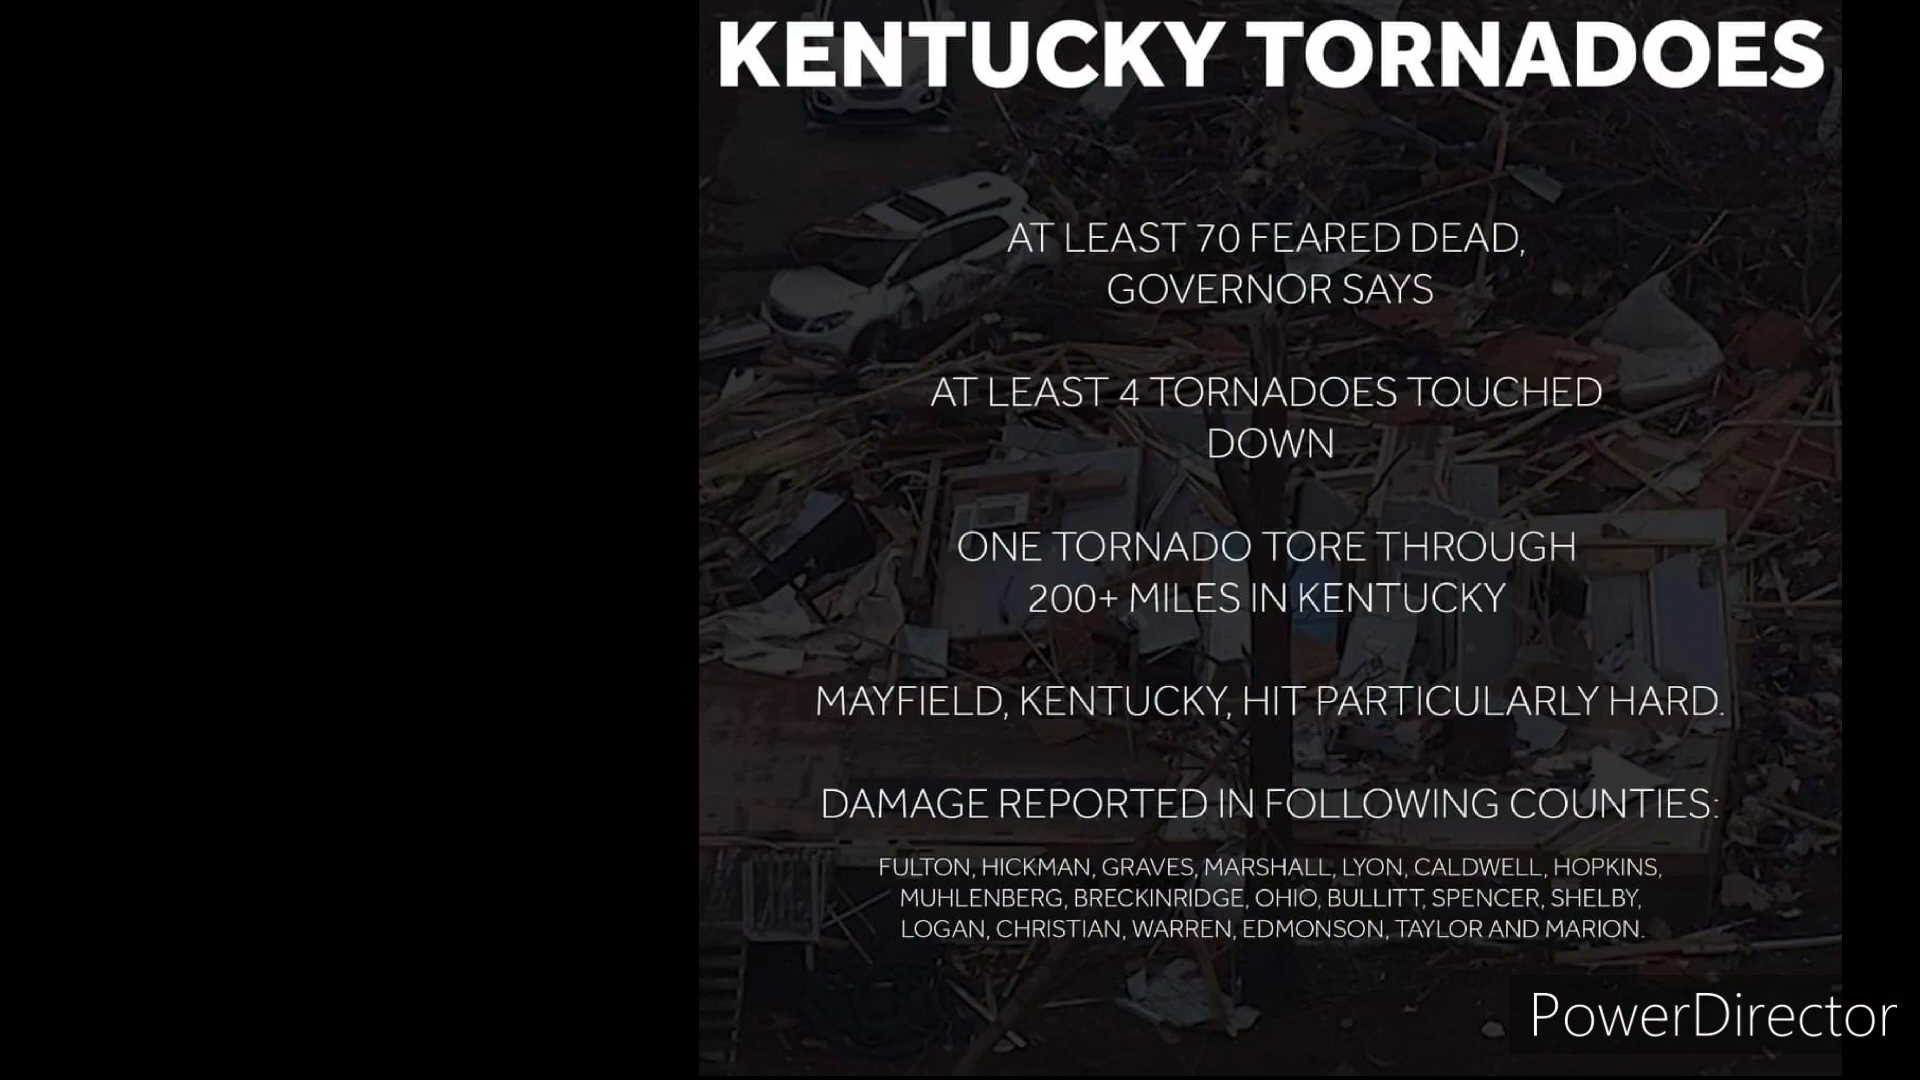 KENTUCKY TORNADOES
AT LEAST 70 FEARED DEAD,
GOVERNOR SAYS
AT LEAST 4 TORNADOES TOUCHED
DOWN
ONE TORNADO TORE THROUGH
200+ MILES IN KENTUCKY
MAYFIELD, KENTUCKY, HIT PARTICULARLY HARD.
DAMAGE REPORTED IN FOLLOWING COUNTIES:
FULTON, HICKMAN, GRAVES, MARSHALL, LYON, CALDWELL, HOPKINS,
MUHLENBERG, BRECKINRIDGE, OHIO, BULLITT, SPENCER, SHELBY,
LOGAN, CHRISTIAN, WARREN, EDMONSON, TAYLOR AND MARION.
PowerDirector